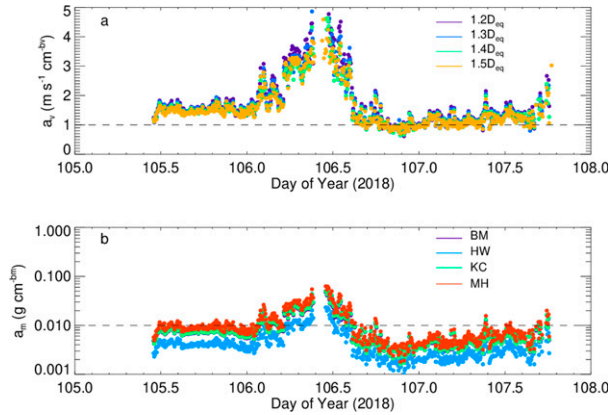 a
5
4
3
2
1
0
a_v (m s⁻¹ cm⁻ᵇᵛ)
1.2D_eq
1.3D_eq
1.4D_eq
1.5D_eq
105.0 105.5 106.0 106.5 107.0 107.5 108.0
Day of Year (2018)
b
1.000
0.100
0.010
0.001
a_m (g cm⁻ᵇᵐ)
BM
HW
KC
MH
105.0 105.5 106.0 106.5 107.0 107.5 108.0
Day of Year (2018)